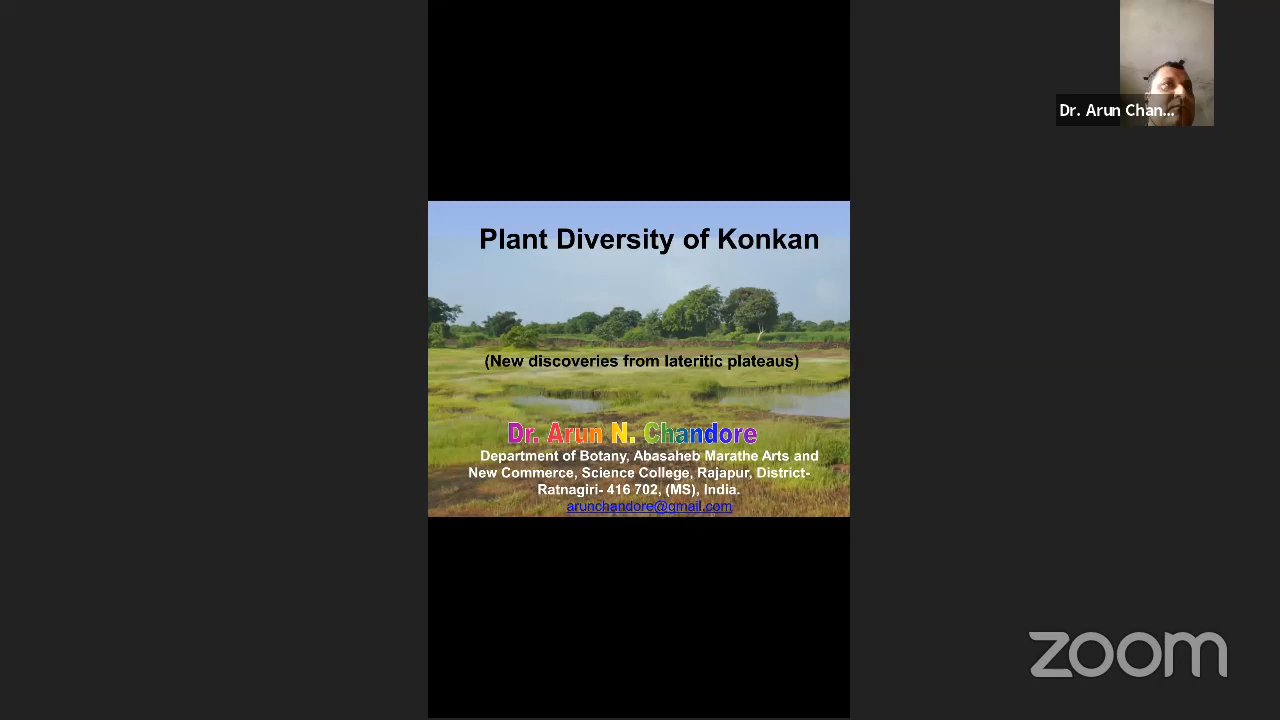 Dr. Arun Chan...
Plant Diversity of Konkan
(New discoveries from lateritic plateaus)
Dr. Arun N. Chandore
Department of Botany, Abasaheb Marathe Arts and
New Commerce, Science College, Rajapur, District-
Ratnagiri- 416 702, (MS), India.
arunchandore@gmail.com
zoom